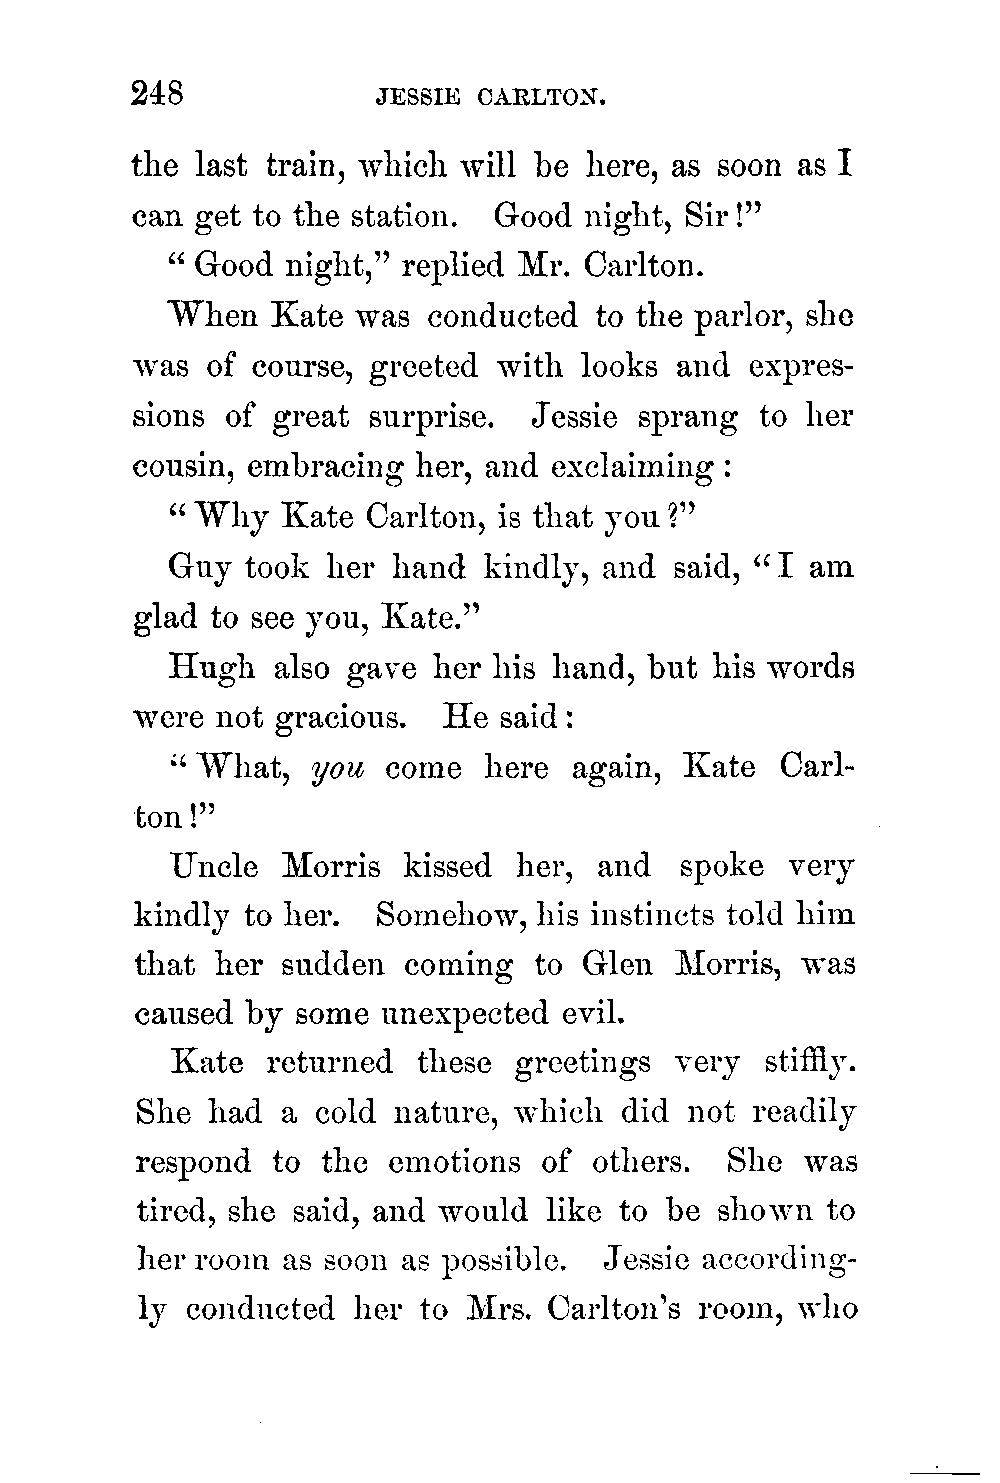 248 JESSIE CARLTON.
the last train, which will be here, as soon as I
can get to the station. Good night, Sir!”
“Good night,” replied Mr. Carlton.
When Kate was conducted to the parlor, she
was of course, greeted with looks and expres-
sions of great surprise. Jessie sprang to her
cousin, embracing her, and exclaiming:
“Why Kate Carlton, is that you?”
Guy took her hand kindly, and said, “I am
glad to see you, Kate.”
Hugh also gave her his hand, but his words
were not gracious. He said:
“What, you come here again, Kate Carl-
ton!”
Uncle Morris kissed her, and spoke very
kindly to her. Somehow, his instincts told him
that her sudden coming to Glen Morris, was
caused by some unexpected evil.
Kate returned these greetings very stiffly.
She had a cold nature, which did not readily
respond to the emotions of others. She was
tired, she said, and would like to be shown to
her room as soon as possible. Jessie according-
ly conducted her to Mrs. Carlton’s room, who